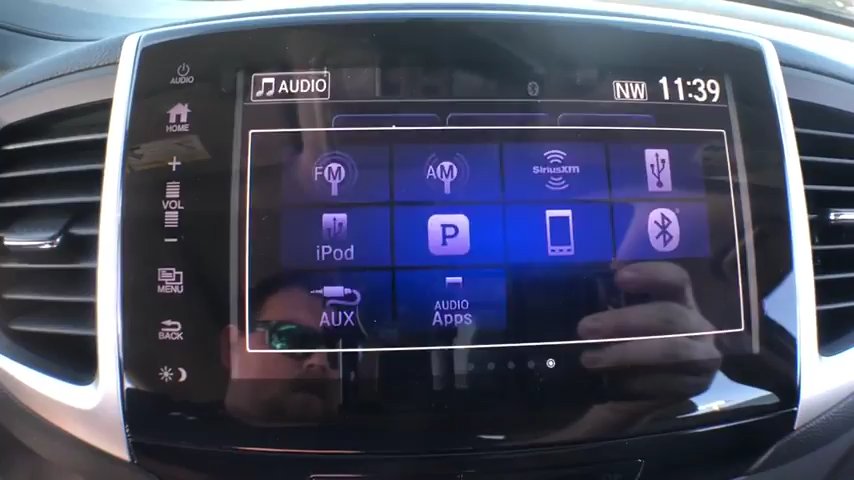 AUDIO
AUDIO
NW 11:39
HOME
FM
AM
SiriusXM
VOL
iPod
P
MENU
AUX
AUDIO
Apps
BACK